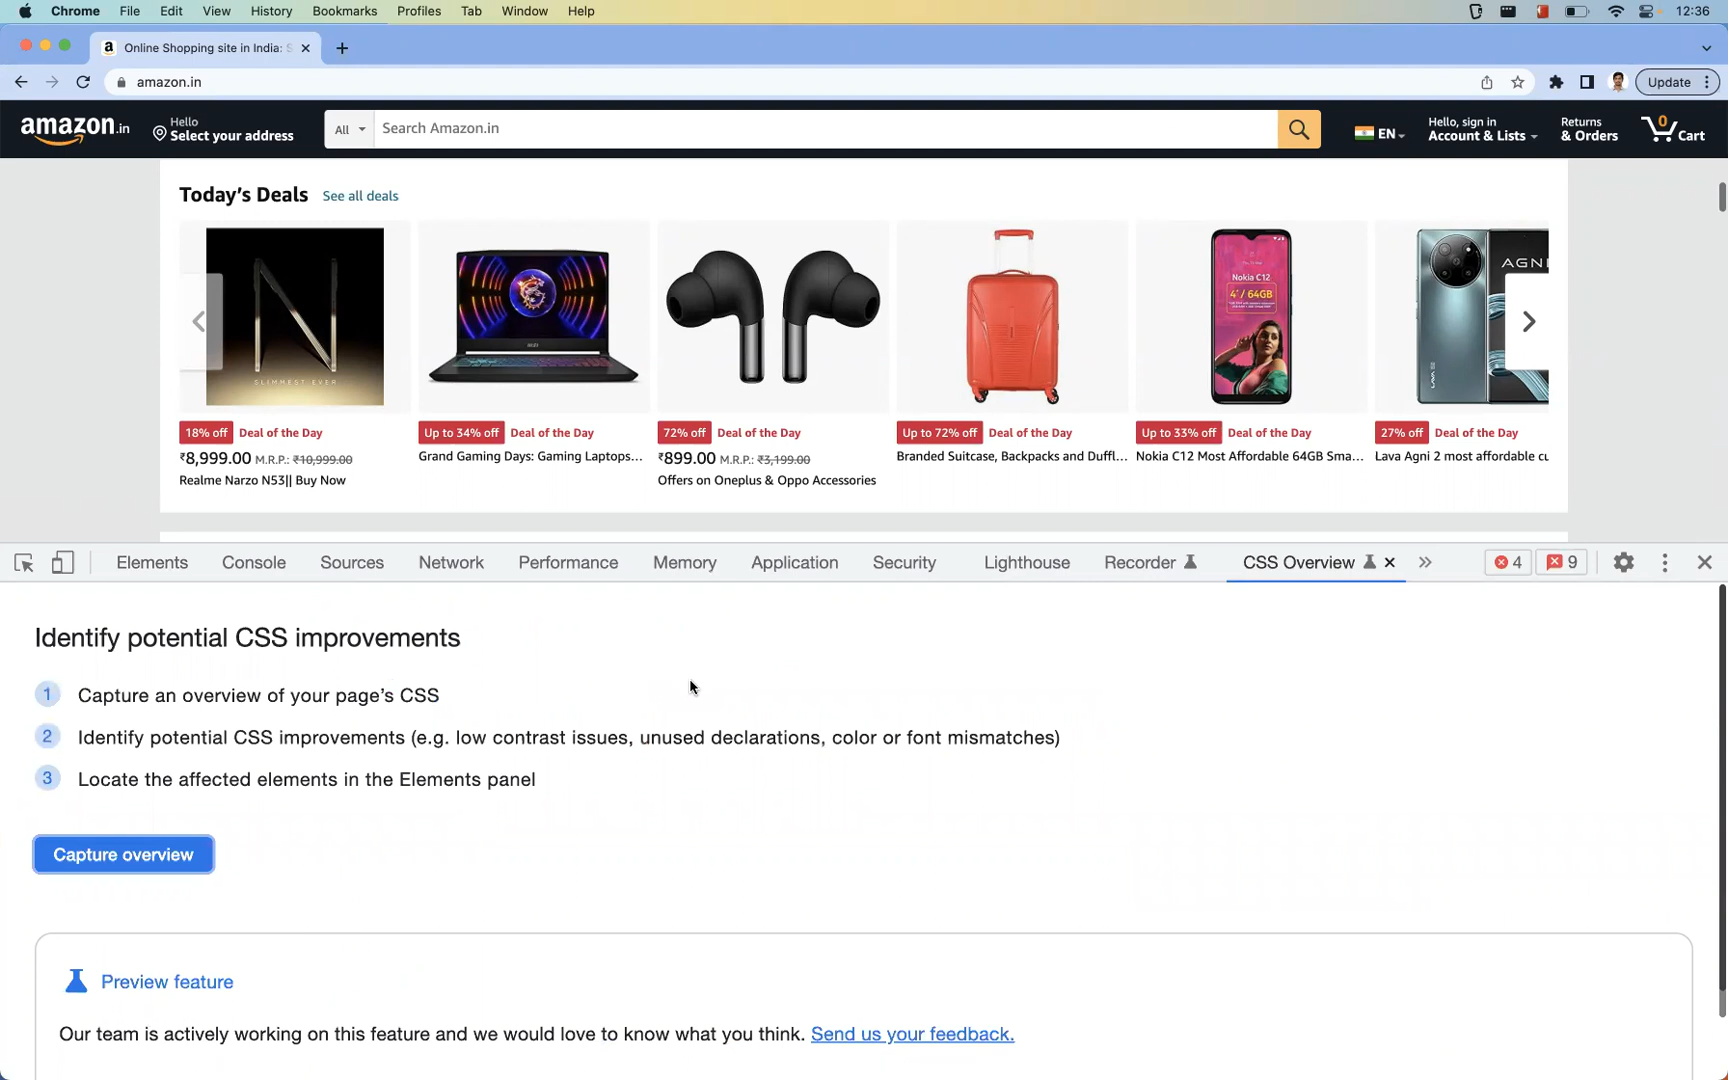 Chrome File Edit View History Bookmarks Profiles Tab Window Help 12:36
Online Shopping site in India: S
amazon.in Update
amazon.in Hello All Search Amazon.in EN Hello, sign in Returns 0
Select your address Account & Lists & Orders Cart
Today's Deals See all deals
N
SLIMMEST EVER
msi
Nokia C12
4* / 64GB
AGNI
LAVA
18% off Deal of the Day Up to 34% off Deal of the Day 72% off Deal of the Day Up to 72% off Deal of the Day Up to 33% off Deal of the Day 27% off Deal of the Day
₹8,999.00 M.R.P.: ₹10,999.00 Grand Gaming Days: Gaming Laptops... ₹899.00 M.R.P.: ₹3,199.00 Branded Suitcase, Backpacks and Duffl... Nokia C12 Most Affordable 64GB Sma... Lava Agni 2 most affordable cu
Realme Narzo N53|| Buy Now Offers on Oneplus & Oppo Accessories
Elements Console Sources Network Performance Memory Application Security Lighthouse Recorder CSS Overview 4 9
Identify potential CSS improvements
1 Capture an overview of your page's CSS
2 Identify potential CSS improvements (e.g. low contrast issues, unused declarations, color or font mismatches)
3 Locate the affected elements in the Elements panel
Capture overview
Preview feature
Our team is actively working on this feature and we would love to know what you think. Send us your feedback.